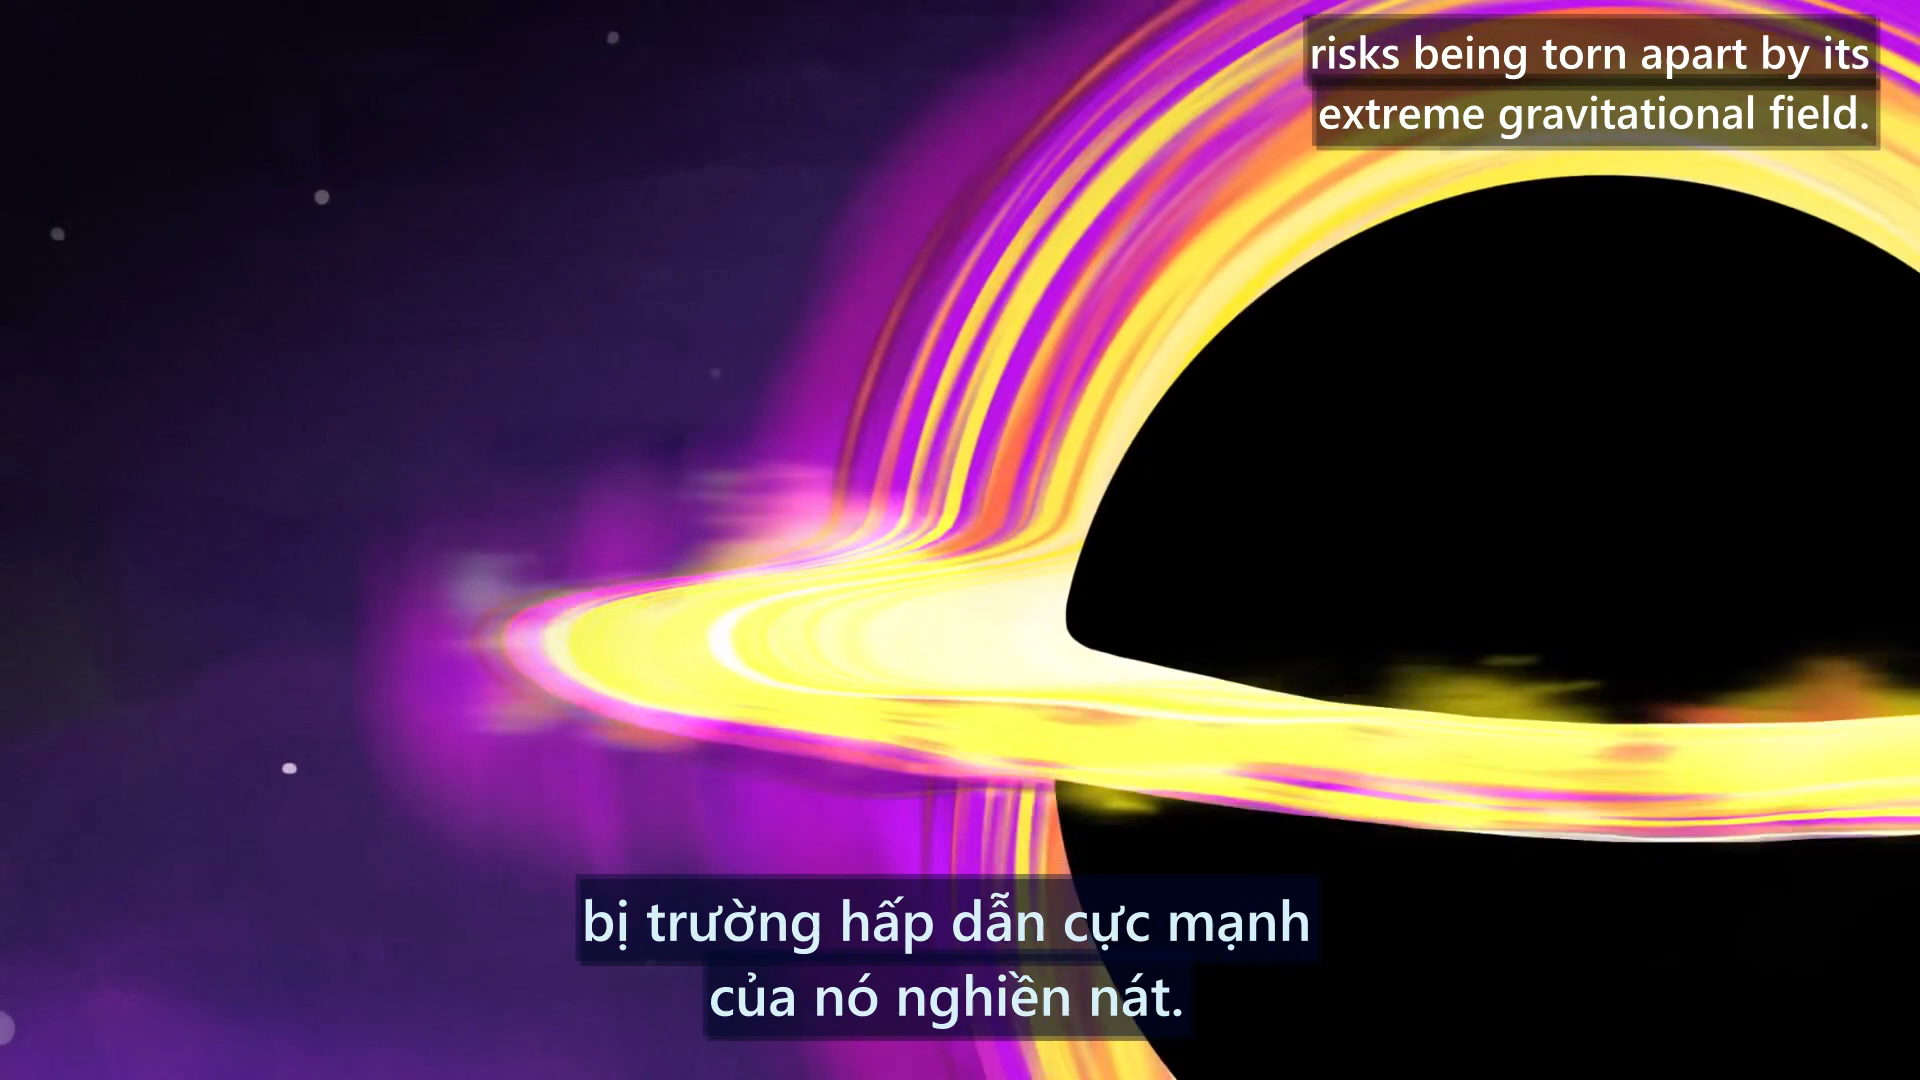 risks being torn apart by its
extreme gravitational field.
bị trường hấp dẫn cực mạnh
của nó nghiền nát.